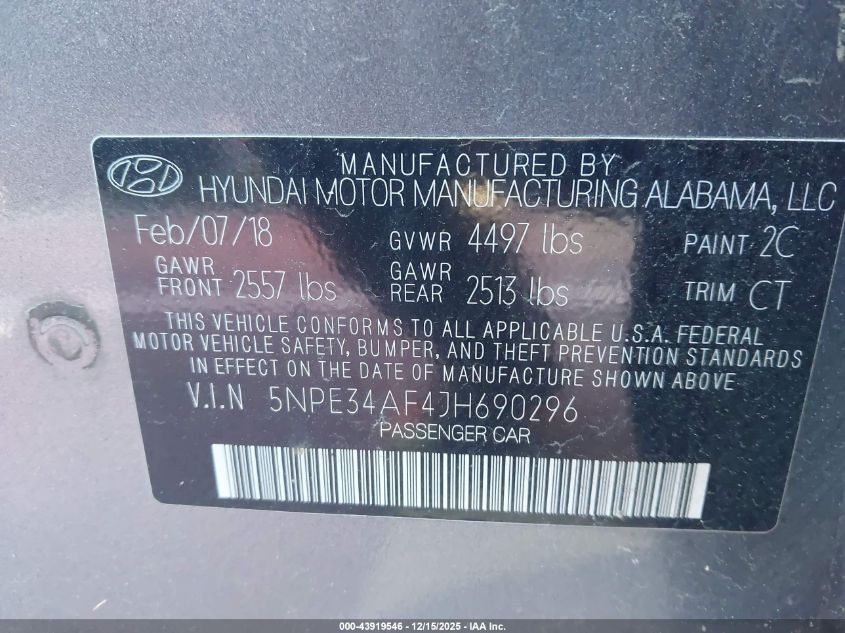 MANUFACTURED BY
HYUNDAI MOTOR MANUFACTURING ALABAMA, LLC
Feb/07/18 GVWR 4497 lbs PAINT 2C
GAWR FRONT 2557 lbs GAWR REAR 2513 lbs TRIM CT
THIS VEHICLE CONFORMS TO ALL APPLICABLE U.S.A. FEDERAL
MOTOR VEHICLE SAFETY, BUMPER, AND THEFT PREVENTION STANDARDS
IN EFFECT ON THE DATE OF MANUFACTURE SHOWN ABOVE.
V.I.N 5NPE34AF4JH690296
PASSENGER CAR
000-43919546 - 12/15/2025 - IAA Inc.